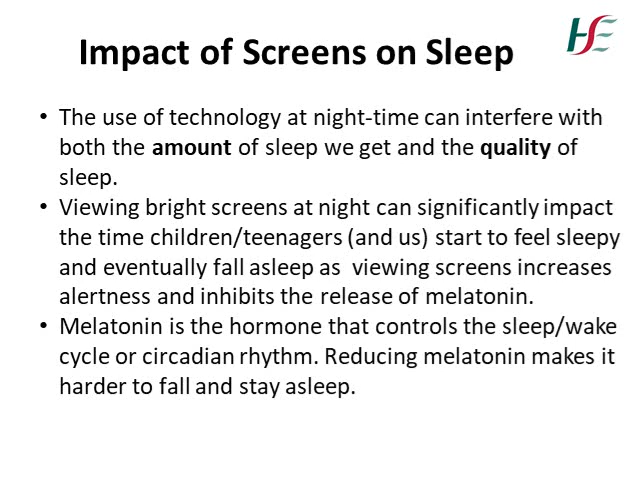 Impact of Screens on Sleep
HSE
• The use of technology at night-time can interfere with
both the amount of sleep we get and the quality of
sleep.
• Viewing bright screens at night can significantly impact
the time children/teenagers (and us) start to feel sleepy
and eventually fall asleep as  viewing screens increases
alertness and inhibits the release of melatonin.
• Melatonin is the hormone that controls the sleep/wake
cycle or circadian rhythm. Reducing melatonin makes it
harder to fall and stay asleep.